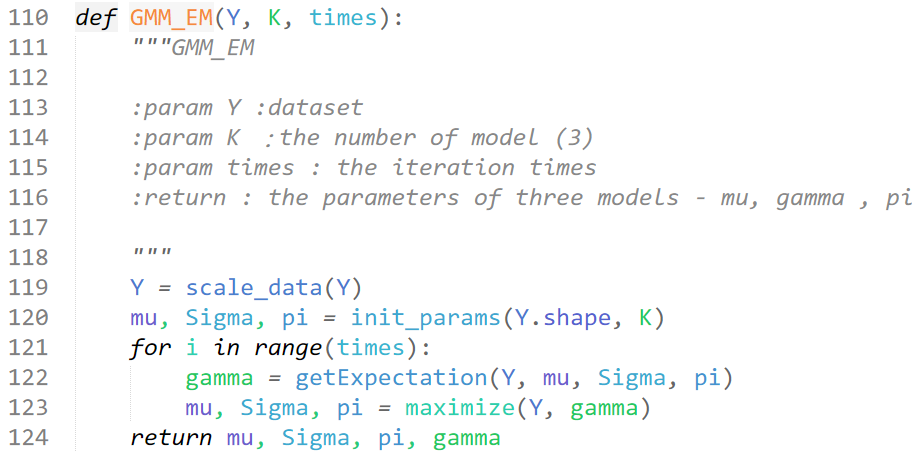 110 def GMM_EM(Y, K, times):
111 """GMM_EM
112
113 :param Y :dataset
114 :param K ：the number of model (3)
115 :param times : the iteration times
116 :return : the parameters of three models - mu, gamma , pi
117
118 """
119 Y = scale_data(Y)
120 mu, Sigma, pi = init_params(Y.shape, K)
121 for i in range(times):
122 gamma = getExpectation(Y, mu, Sigma, pi)
123 mu, Sigma, pi = maximize(Y, gamma)
124 return mu, Sigma, pi, gamma